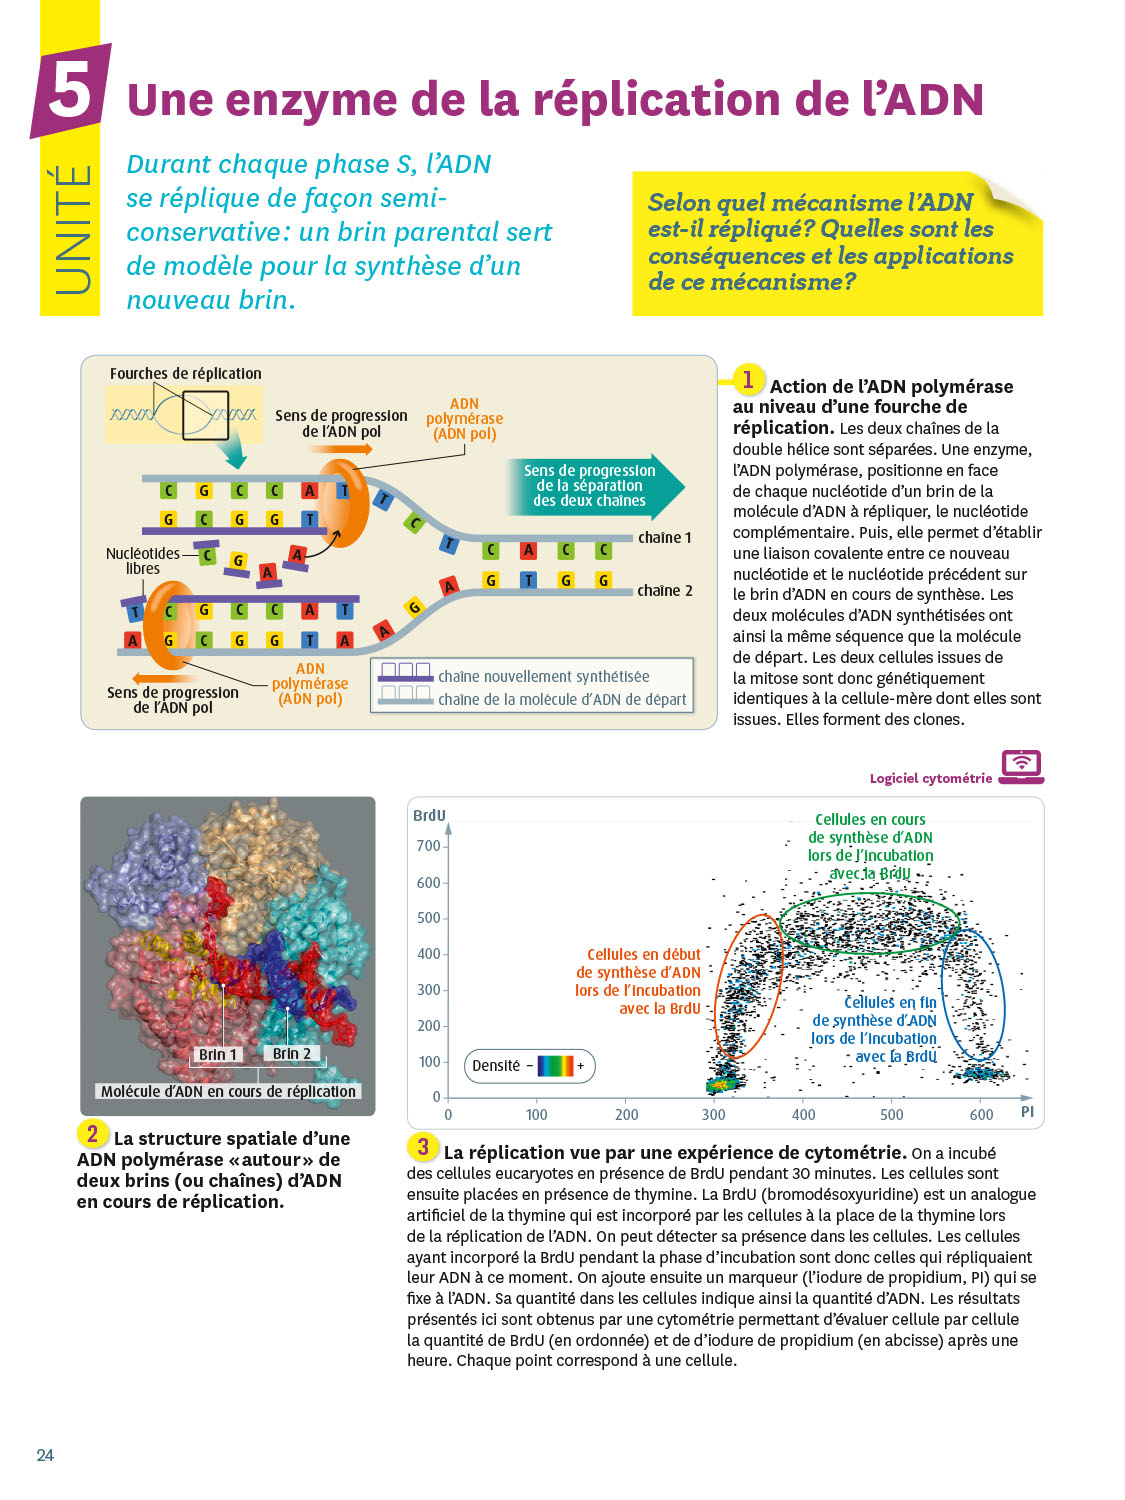 5
UNITÉ
Une enzyme de la réplication de l'ADN
Durant chaque phase S, l'ADN
se réplique de façon semi-
conservative : un brin parental sert
de modèle pour la synthèse d'un
nouveau brin.
Selon quel mécanisme l'ADN
est-il répliqué? Quelles sont les
conséquences et les applications
de ce mécanisme?
Fourches de réplication
Sens de progression
de l'ADN pol
ADN
polymérase
(ADN pol)
Sens de progression
de la séparation
des deux chaînes
C G C C A T T C T C A C C
chaîne 1
G C G G T
Nucléotides
libres
C G A A
T C G C C A T
A G C G G T A A G A G T G G
chaîne 2
ADN
polymérase
(ADN pol)
Sens de progression
de l'ADN pol
chaîne nouvellement synthétisée
chaîne de la molécule d'ADN de départ
1 Action de l'ADN polymérase
au niveau d'une fourche de
réplication. Les deux chaînes de la
double hélice sont séparées. Une enzyme,
l'ADN polymérase, positionne en face
de chaque nucléotide d'un brin de la
molécule d'ADN à répliquer, le nucléotide
complémentaire. Puis, elle permet d'établir
une liaison covalente entre ce nouveau
nucléotide et le nucléotide précédent sur
le brin d'ADN en cours de synthèse. Les
deux molécules d'ADN synthétisées ont
ainsi la même séquence que la molécule
de départ. Les deux cellules issues de
la mitose sont donc génétiquement
identiques à la cellule-mère dont elles sont
issues. Elles forment des clones.
Logiciel cytométrie
Brin 1
Brin 2
Molécule d'ADN en cours de réplication
2 La structure spatiale d'une
ADN polymérase «autour» de
deux brins (ou chaînes) d'ADN
en cours de réplication.
BrdU
700
600
500
400
300
200
100
0
0 100 200 300 400 500 600 PI
Cellules en cours
de synthèse d'ADN
lors de l'incubation
avec la BrdU
Cellules en début
de synthèse d'ADN
lors de l'incubation
avec la BrdU
Cellules en fin
de synthèse d'ADN
lors de l'incubation
avec la BrdU
Densité – +
3 La réplication vue par une expérience de cytométrie. On a incubé
des cellules eucaryotes en présence de BrdU pendant 30 minutes. Les cellules sont
ensuite placées en présence de thymine. La BrdU (bromodésoxyuridine) est un analogue
artificiel de la thymine qui est incorporé par les cellules à la place de la thymine lors
de la réplication de l'ADN. On peut détecter sa présence dans les cellules. Les cellules
ayant incorporé la BrdU pendant la phase d'incubation sont donc celles qui répliquaient
leur ADN à ce moment. On ajoute ensuite un marqueur (l'iodure de propidium, PI) qui se
fixe à l'ADN. Sa quantité dans les cellules indique ainsi la quantité d'ADN. Les résultats
présentés ici sont obtenus par une cytométrie permettant d'évaluer cellule par cellule
la quantité de BrdU (en ordonnée) et de d'iodure de propidium (en abcisse) après une
heure. Chaque point correspond à une cellule.
24